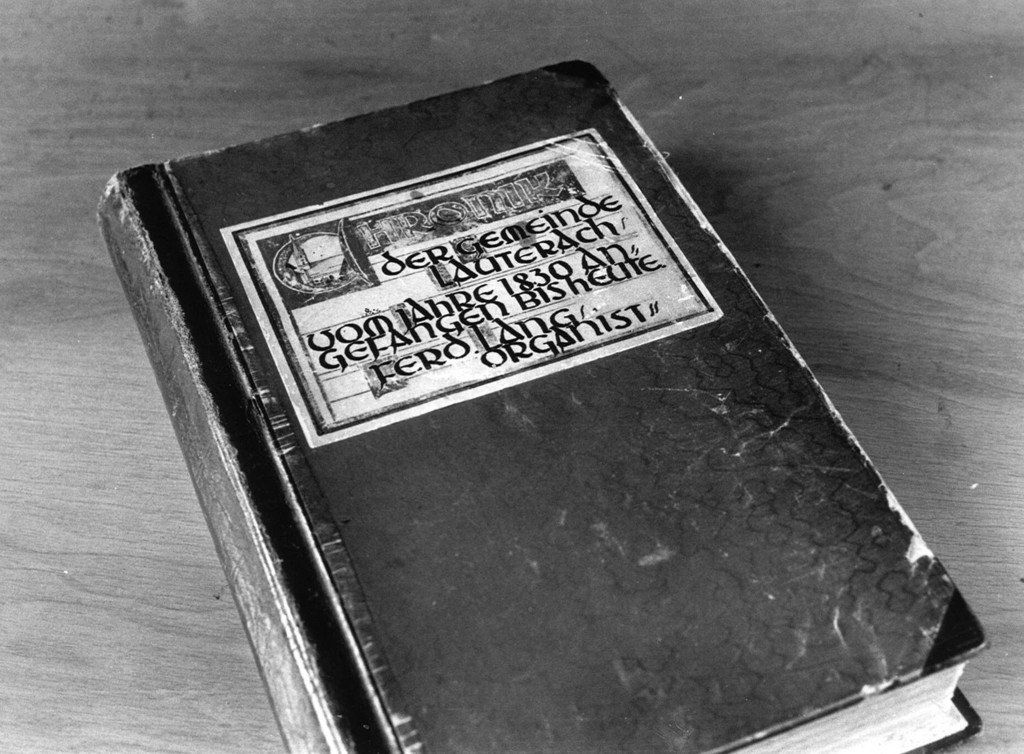 CHRONIK
DER GEMEINDE
LAUTERACH/
VOM JAHRE 1830 AN=
GEFANGEN BIS HEUTE.
FERD LANG/
ORGANIST"